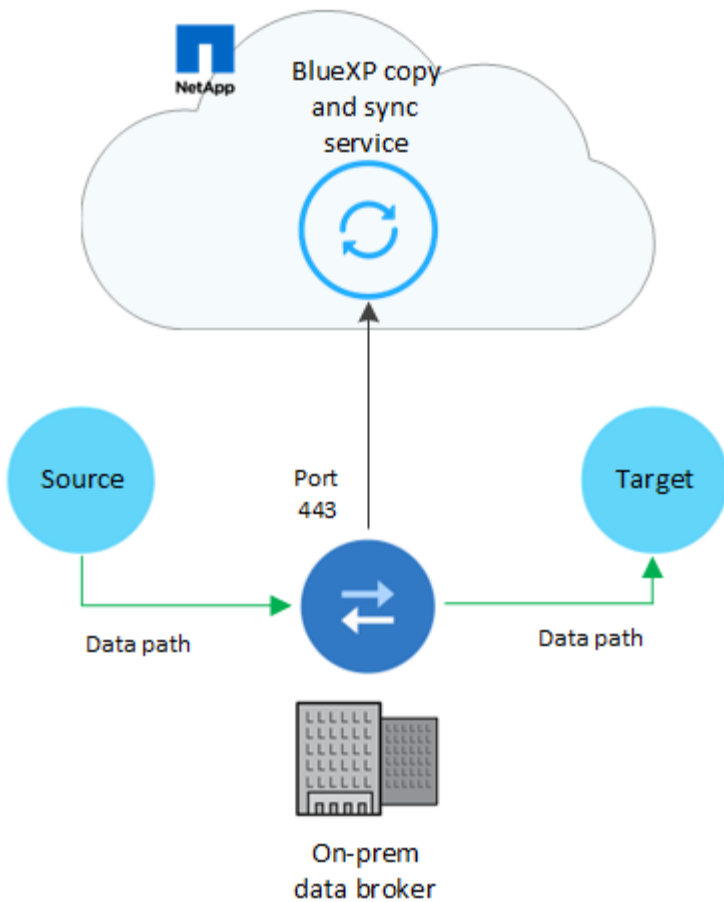 NetApp
BlueXP copy
and sync
service
Source
Target
Port
443
Data path
Data path
On-prem
data broker